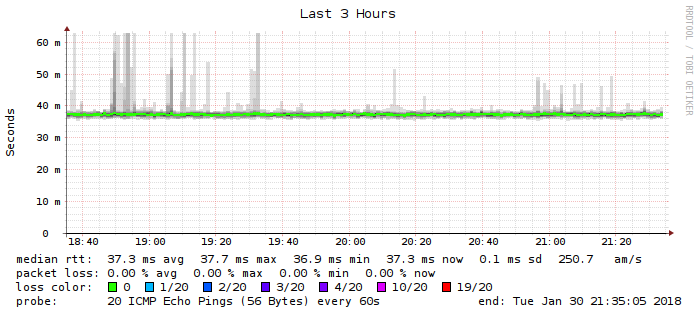 Last 3 Hours
RRDTOOL / TOBI OETIKER
Seconds
60 m
50 m
40 m
30 m
20 m
10 m
0
18:40 19:00 19:20 19:40 20:00 20:20 20:40 21:00 21:20
median rtt: 37.3 ms avg 37.7 ms max 36.9 ms min 37.3 ms now 0.1 ms sd 250.7 am/s
packet loss: 0.00 % avg 0.00 % max 0.00 % min 0.00 % now
loss color: 0 1/20 2/20 3/20 4/20 10/20 19/20
probe: 20 ICMP Echo Pings (56 Bytes) every 60s end: Tue Jan 30 21:35:05 2018